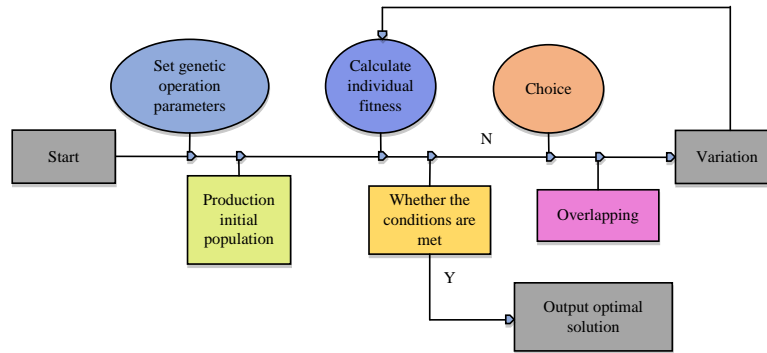 Set genetic
operation
parameters
Calculate
individual
fitness
Choice
Start
N
Variation
Production
initial
population
Whether the
conditions are
met
Overlapping
Y
Output optimal
solution